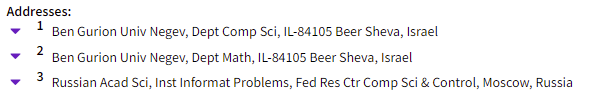 Addresses:
1 Ben Gurion Univ Negev, Dept Comp Sci, IL-84105 Beer Sheva, Israel
2 Ben Gurion Univ Negev, Dept Math, IL-84105 Beer Sheva, Israel
3 Russian Acad Sci, Inst Informat Problems, Fed Res Ctr Comp Sci & Control, Moscow, Russia